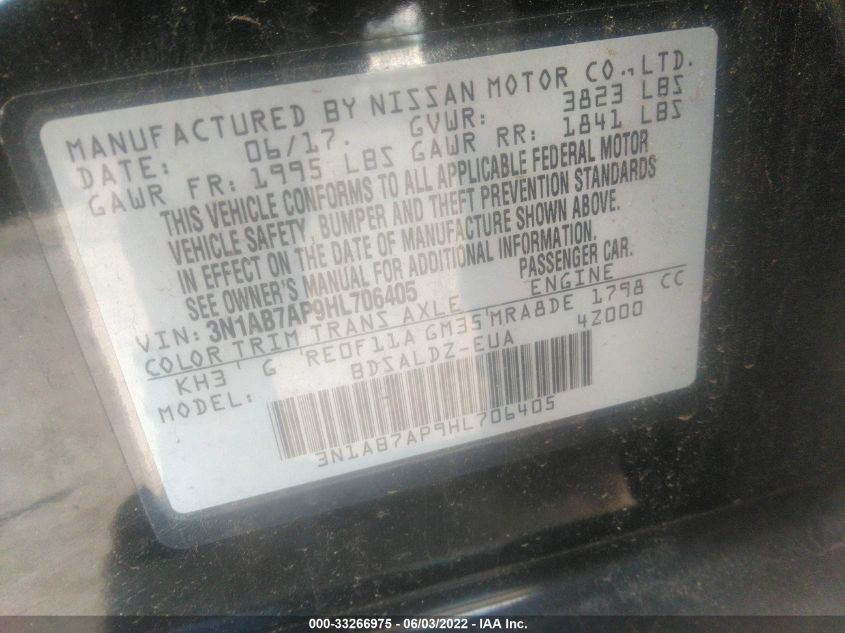 MANUFACTURED BY NISSAN MOTOR CO., LTD.
DATE: 06/17. GVWR: 3823 LBS
GAWR FR: 1995 LBS GAWR RR: 1841 LBS
THIS VEHICLE CONFORMS TO ALL APPLICABLE FEDERAL MOTOR
VEHICLE SAFETY, BUMPER AND THEFT PREVENTION STANDARDS
IN EFFECT ON THE DATE OF MANUFACTURE SHOWN ABOVE.
SEE OWNER'S MANUAL FOR ADDITIONAL INFORMATION.
VIN: 3N1AB7AP9HL706405 PASSENGER CAR.
COLOR TRIM TRANS AXLE ENGINE
KH3 G RE0F11A GM35 MRA8DE 1798 CC
MODEL: BDSALDZ-EUA 4Z000
3N1AB7AP9HL706405
000-33266975 - 06/03/2022 - IAA Inc.